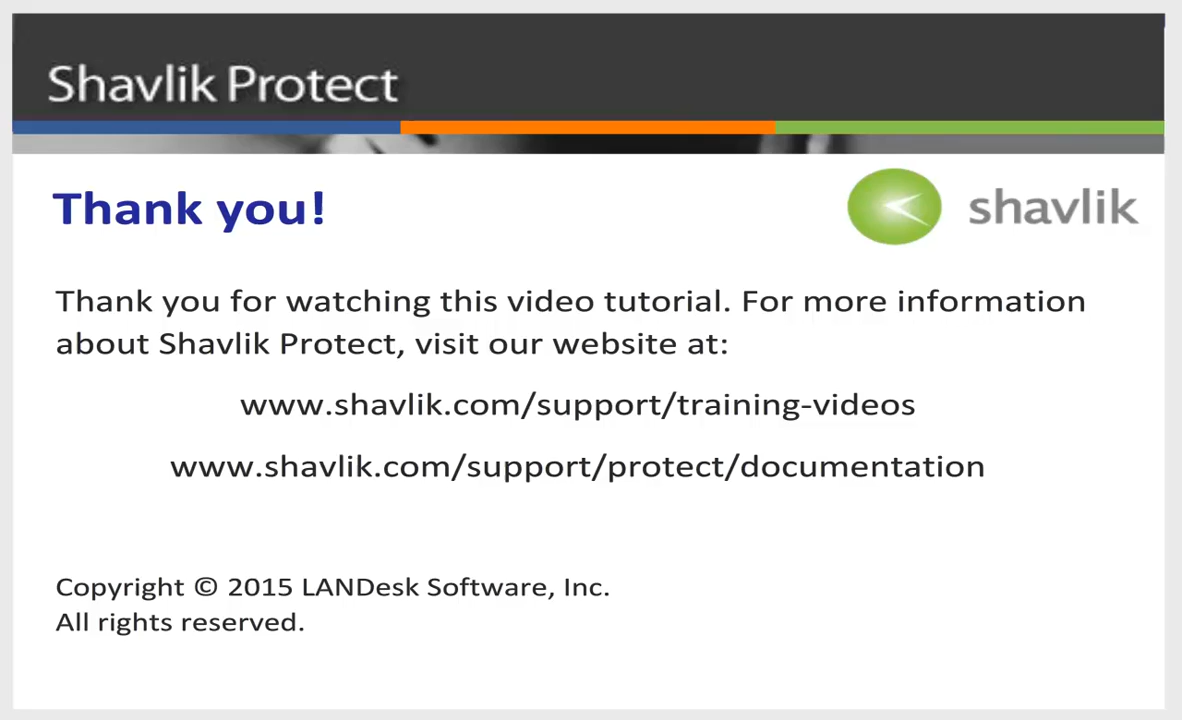 Shavlik Protect
Thank you!
shavlik
Thank you for watching this video tutorial. For more information
about Shavlik Protect, visit our website at:
www.shavlik.com/support/training-videos
www.shavlik.com/support/protect/documentation
Copyright © 2015 LANDesk Software, Inc.
All rights reserved.